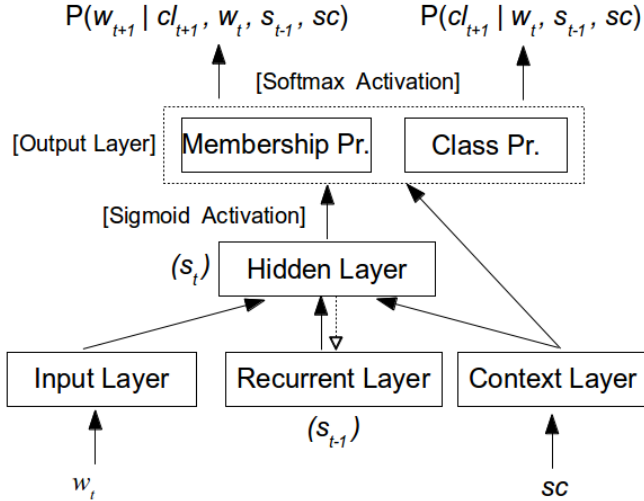 P(w_{t+1} | cl_{t+1}, w_t, s_{t-1}, sc) P(cl_{t+1} | w_t, s_{t-1}, sc)
[Softmax Activation]
[Output Layer] Membership Pr. Class Pr.
[Sigmoid Activation]
(s_t) Hidden Layer
Input Layer Recurrent Layer Context Layer
(s_{t-1})
w_t sc